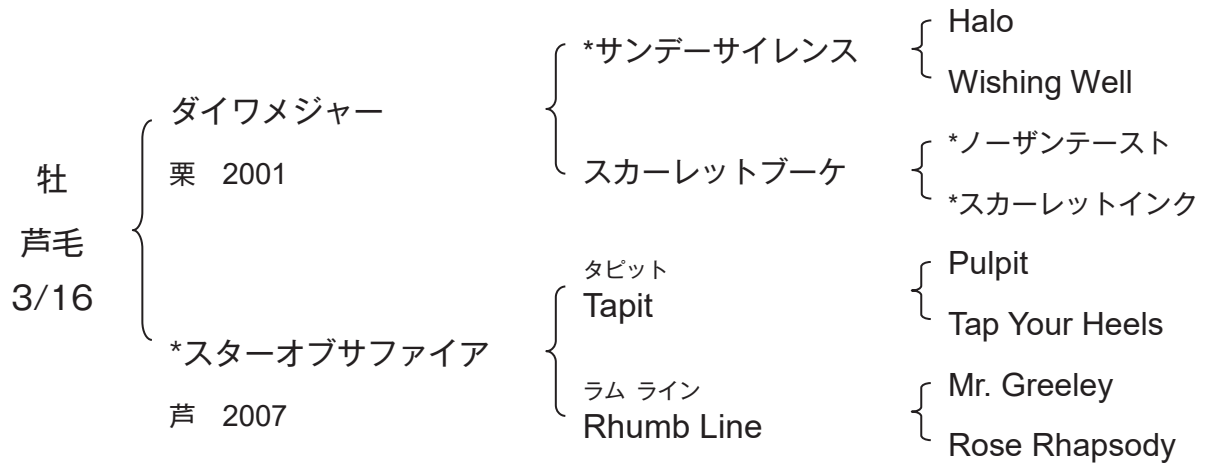 牡
芦毛
3/16
ダイワメジャー
栗 2001
*スターオブサファイア
芦 2007
*サンデーサイレンス
スカーレットブーケ
タピット
Tapit
ラム ライン
Rhumb Line
Halo
Wishing Well
*ノーザンテースト
*スカーレットインク
Pulpit
Tap Your Heels
Mr. Greeley
Rose Rhapsody